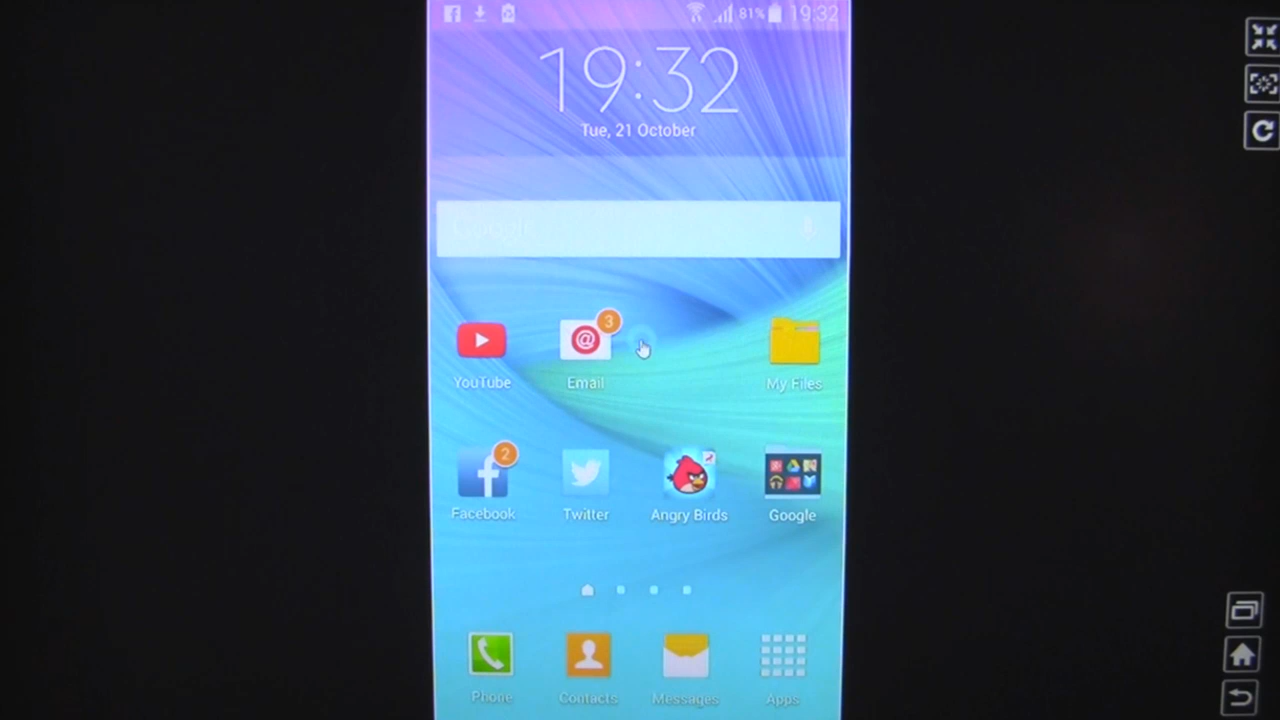 81% 19:32
19:32
Tue, 21 October
Google
3
YouTube Email My Files
2
Facebook Twitter Angry Birds Google
Phone Contacts Messages Apps